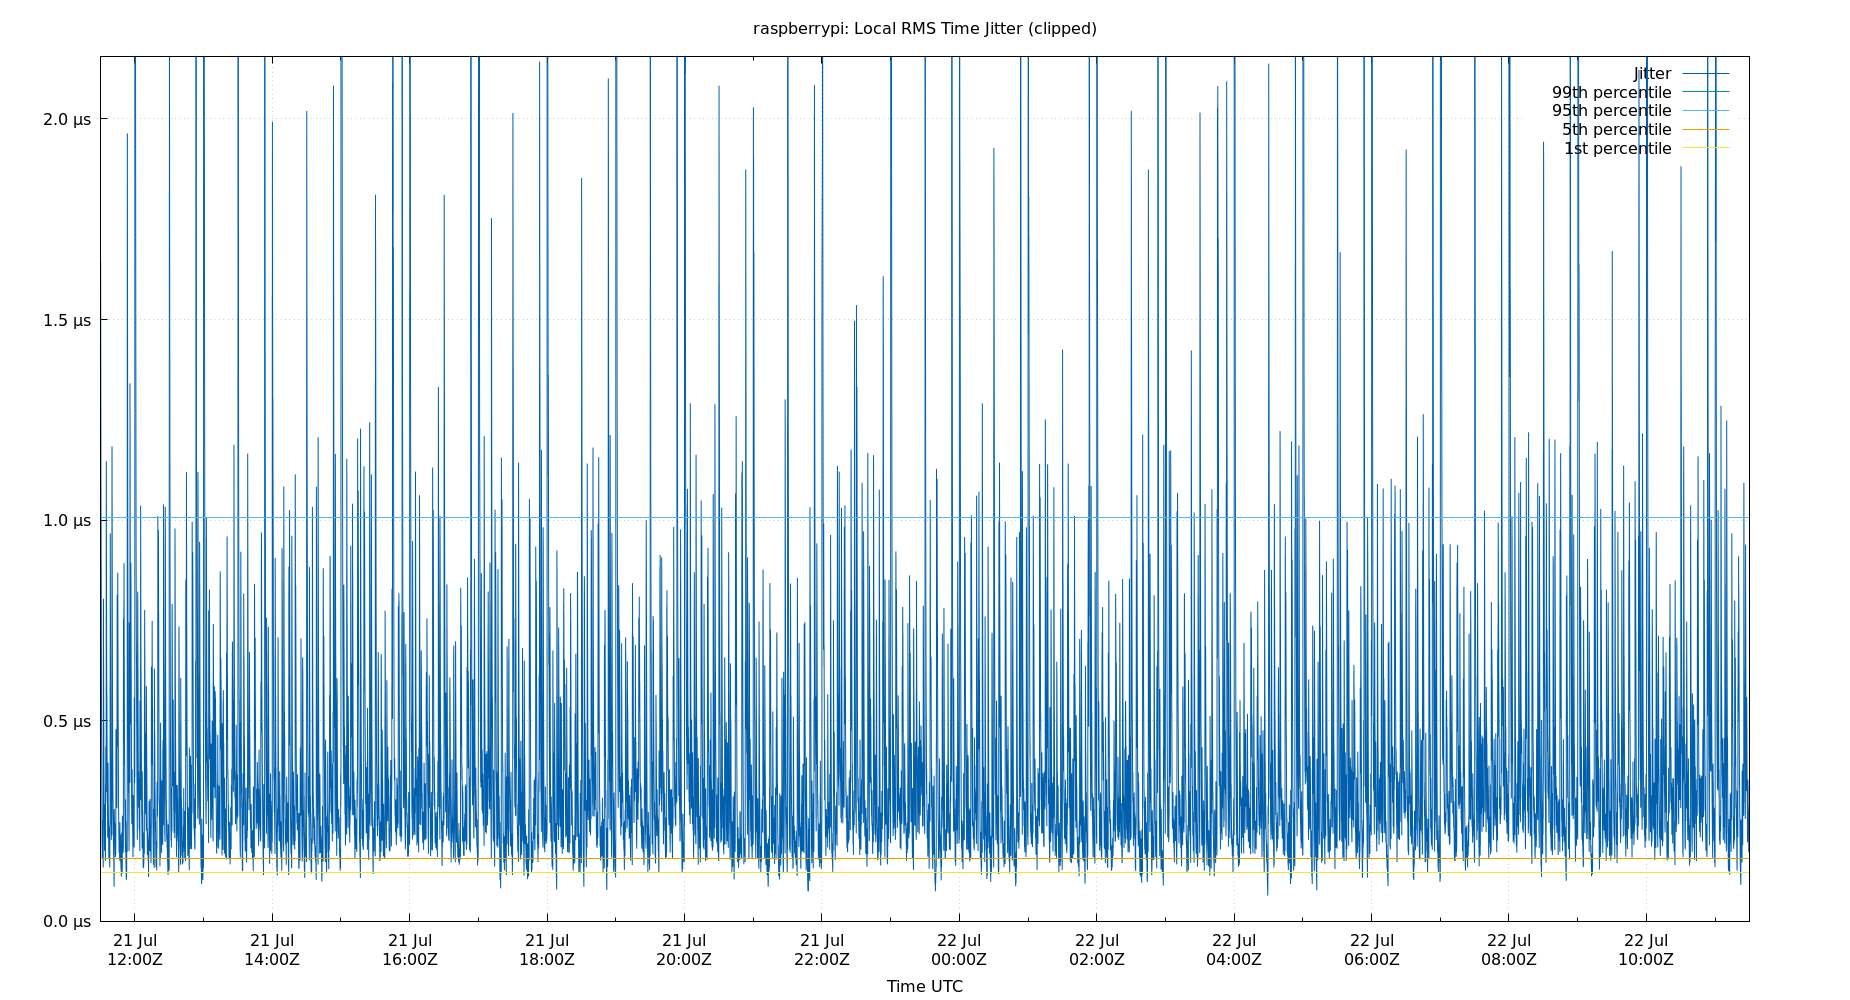 raspberrypi: Local RMS Time Jitter (clipped)
Jitter
99th percentile
95th percentile
5th percentile
1st percentile
2.0 µs
1.5 µs
1.0 µs
0.5 µs
0.0 µs
21 Jul 21 Jul 21 Jul 21 Jul 21 Jul 21 Jul 22 Jul 22 Jul 22 Jul 22 Jul 22 Jul 22 Jul
12:00Z 14:00Z 16:00Z 18:00Z 20:00Z 22:00Z 00:00Z 02:00Z 04:00Z 06:00Z 08:00Z 10:00Z
Time UTC